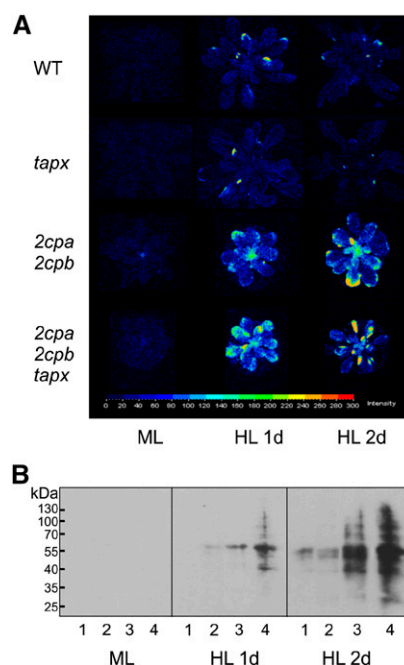 A
WT
tapx
2cpa
2cpb
2cpa
2cpb
tapx
0 20 40 60 80 100 120 140 160 180 200 220 240 260 280 300 Intensity
ML HL 1d HL 2d
B
kDa
130
100
70
55
40
35
25
1 2 3 4 1 2 3 4 1 2 3 4
ML HL 1d HL 2d